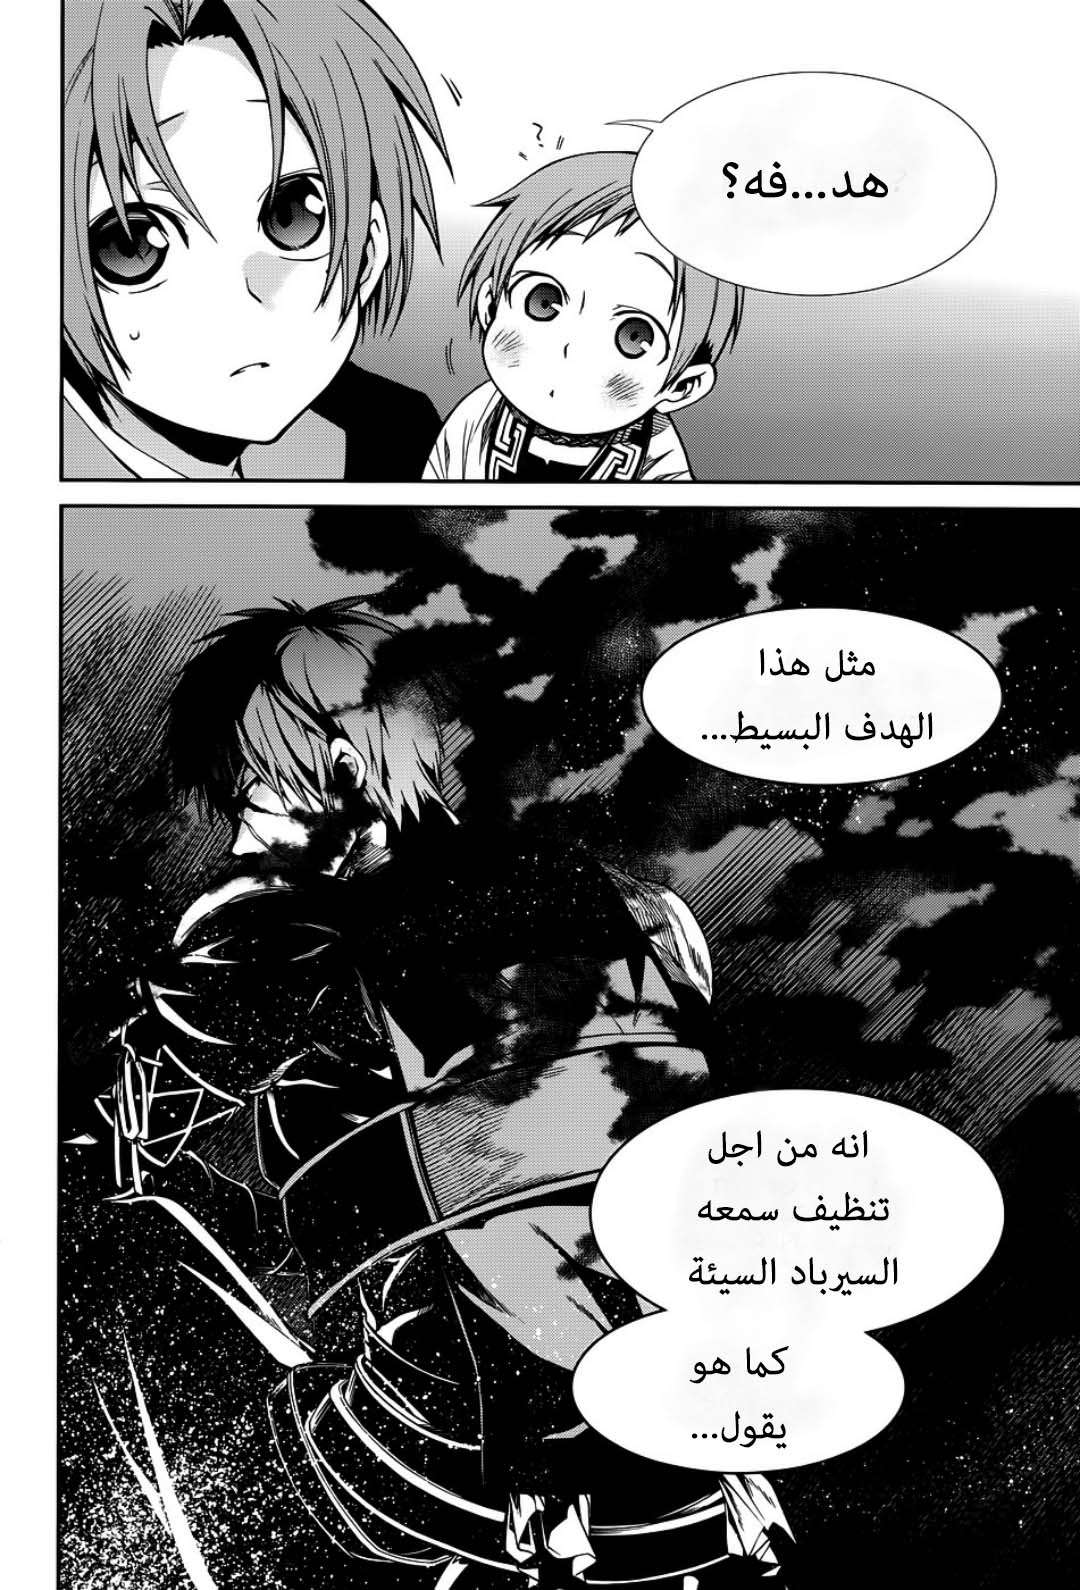 هد...فه؟
مثل هذا
الهدف البسيط...
انه من اجل
تنظيف سمعه
السيرباد السيئة
كما هو
يقول...